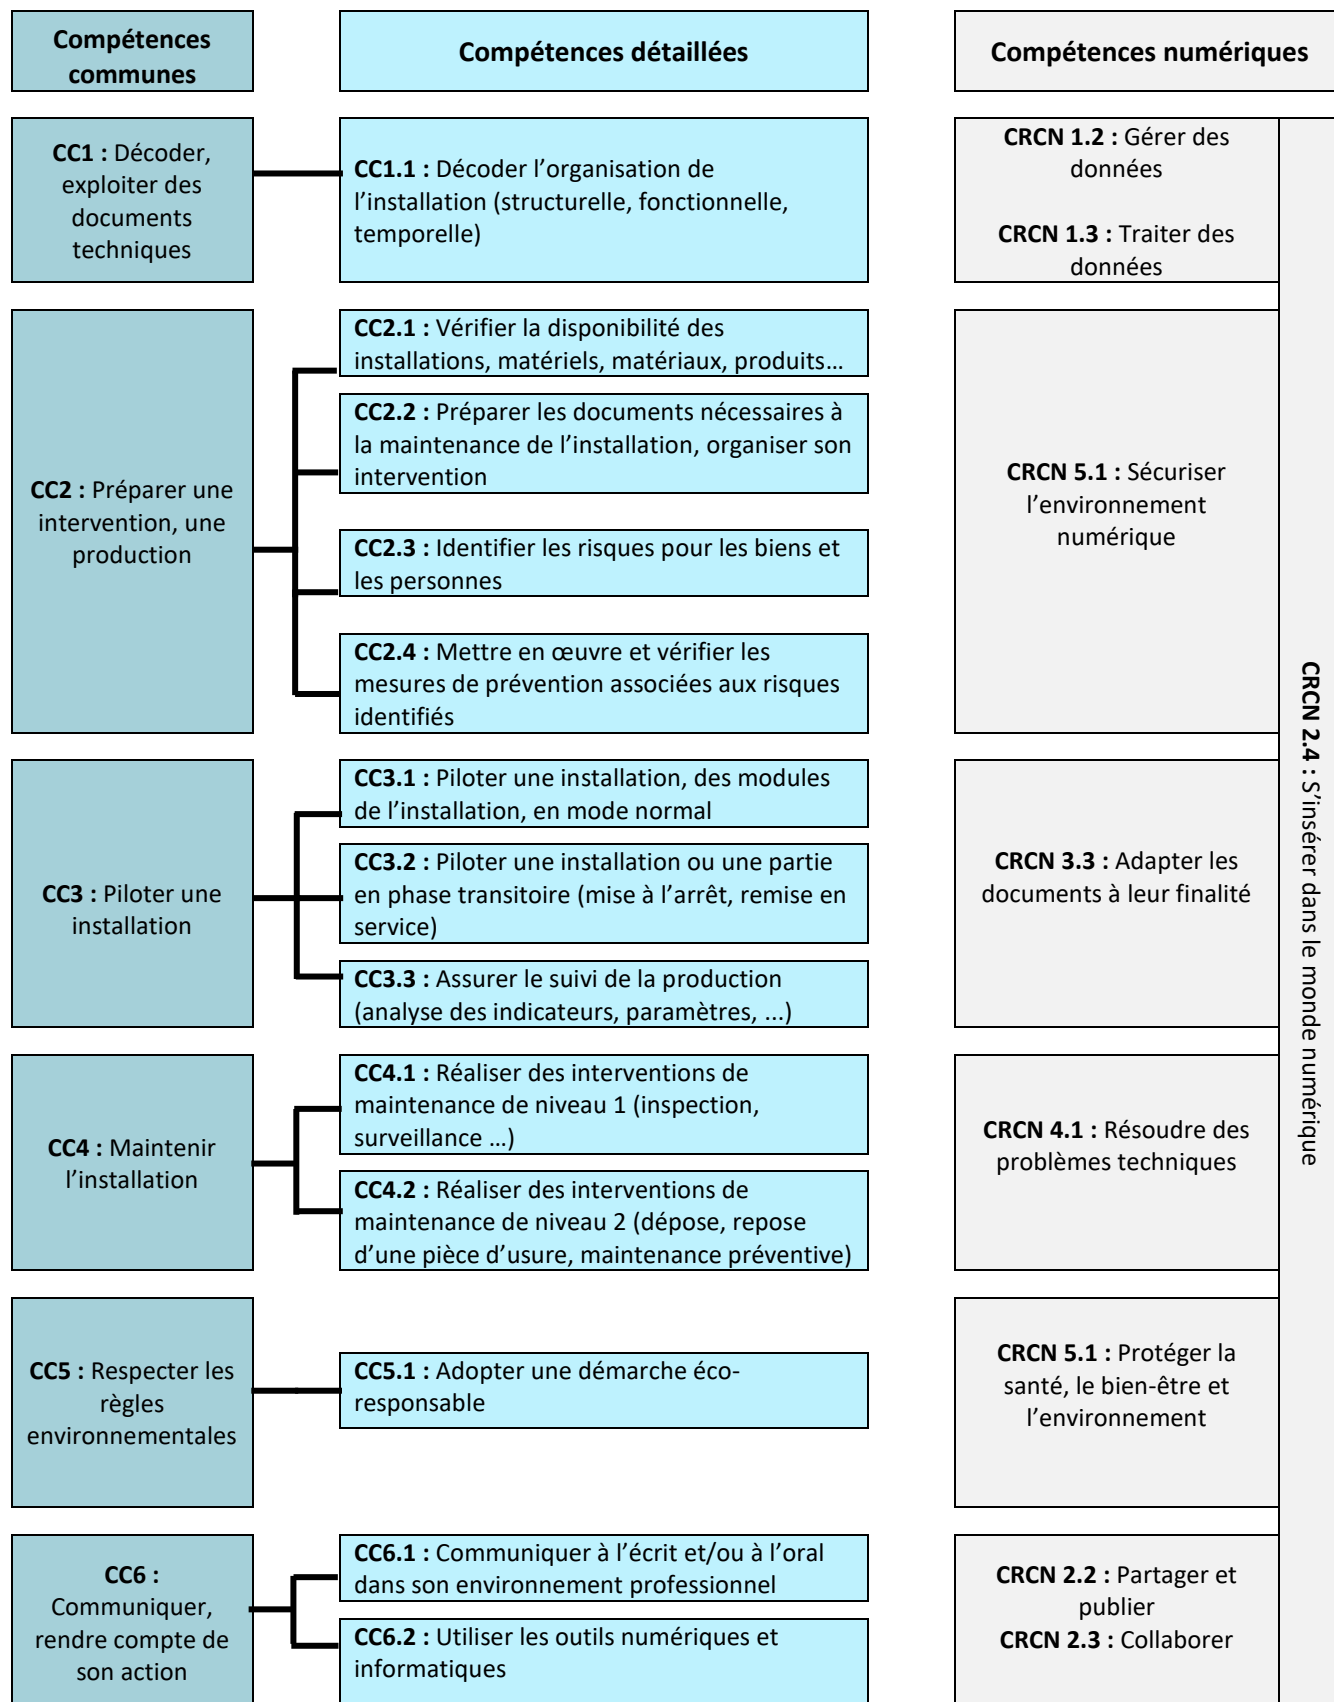 Compétences
communes
Compétences détaillées
Compétences numériques
CC1 : Décoder,
exploiter des
documents
techniques
CC1.1 : Décoder l’organisation de
l’installation (structurelle, fonctionnelle,
temporelle)
CRCN 1.2 : Gérer des
données
CRCN 1.3 : Traiter des
données
CC2 : Préparer une
intervention, une
production
CC2.1 : Vérifier la disponibilité des
installations, matériels, matériaux, produits…
CC2.2 : Préparer les documents nécessaires à
la maintenance de l’installation, organiser son
intervention
CC2.3 : Identifier les risques pour les biens et
les personnes
CC2.4 : Mettre en œuvre et vérifier les
mesures de prévention associées aux risques
identifiés
CRCN 5.1 : Sécuriser
l’environnement
numérique
CC3 : Piloter une
installation
CC3.1 : Piloter une installation, des modules
de l’installation, en mode normal
CC3.2 : Piloter une installation ou une partie
en phase transitoire (mise à l’arrêt, remise en
service)
CC3.3 : Assurer le suivi de la production
(analyse des indicateurs, paramètres, ...)
CRCN 3.3 : Adapter les
documents à leur finalité
CC4 : Maintenir
l’installation
CC4.1 : Réaliser des interventions de
maintenance de niveau 1 (inspection,
surveillance …)
CC4.2 : Réaliser des interventions de
maintenance de niveau 2 (dépose, repose
d’une pièce d’usure, maintenance préventive)
CRCN 4.1 : Résoudre des
problèmes techniques
CC5 : Respecter les
règles
environnementales
CC5.1 : Adopter une démarche éco-
responsable
CRCN 5.1 : Protéger la
santé, le bien-être et
l’environnement
CC6 :
Communiquer,
rendre compte de
son action
CC6.1 : Communiquer à l’écrit et/ou à l’oral
dans son environnement professionnel
CC6.2 : Utiliser les outils numériques et
informatiques
CRCN 2.2 : Partager et
publier
CRCN 2.3 : Collaborer
CRCN 2.4 : S’insérer dans le monde numérique